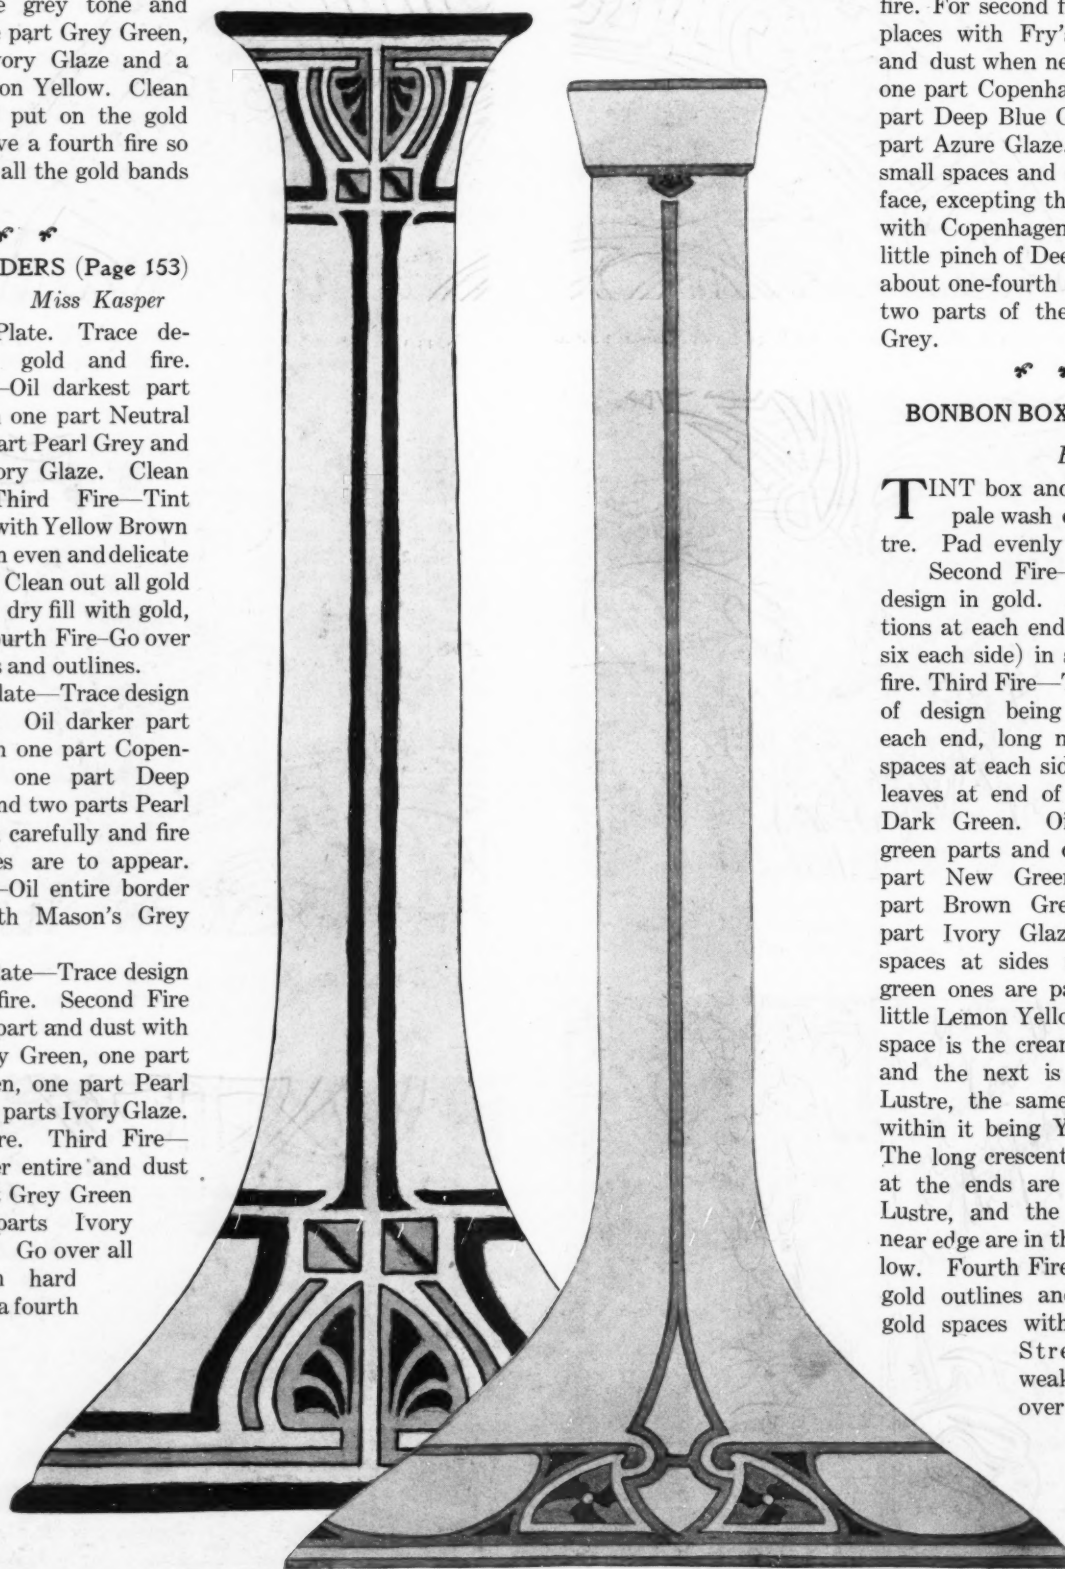 grey tone and
part Grey Green,
Glaze and a
on Yellow. Clean
put on the gold
a fourth fire so
all the gold bands
DERS (Page 153)
Miss Kasper
Plate. Trace de-
gold and fire.
—Oil darkest part
one part Neutral
art Pearl Grey and
ory Glaze. Clean
Third Fire—Tint
with Yellow Brown
even and delicate
Clean out all gold
dry fill with gold,
ourth Fire–Go over
and outlines.
late—Trace design
Oil darker part
one part Copen-
one part Deep
nd two parts Pearl
carefully and fire
es are to appear.
—Oil entire border
th Mason's Grey
ate—Trace design
fire. Second Fire
part and dust with
y Green, one part
en, one part Pearl
parts Ivory Glaze.
re. Third Fire—
er entire and dust
Grey Green
parts Ivory
Go over all
hard
a fourth
fire. For second f
places with Fry's
and dust when ne
one part Copenha
part Deep Blue G
part Azure Glaze.
small spaces and
face, excepting th
with Copenhagen
little pinch of Dee
about one-fourth
two parts of the
Grey.
BONBON BOX
TINT box and
pale wash
tre. Pad evenly
Second Fire—
design in gold.
tions at each end
six each side) in
fire. Third Fire—T
of design being
each end, long n
spaces at each sid
leaves at end of
Dark Green. Oi
green parts and
part New Green
part Brown Gre
part Ivory Glaz
spaces at sides
green ones are pa
little Lemon Yello
space is the crear
and the next is
Lustre, the same
within it being Y
The long crescent
at the ends are
Lustre, and the
near edge are in th
low. Fourth Fire
gold outlines and
gold spaces with
Stre
weak
over